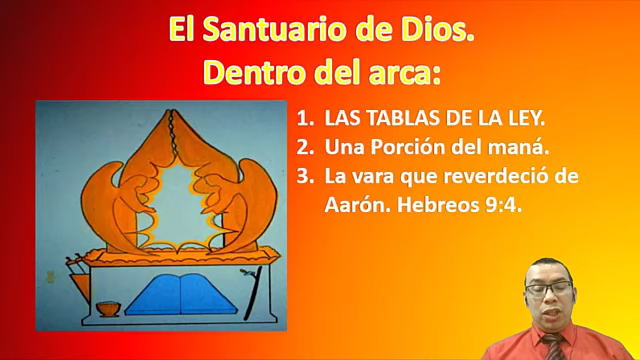 El Santuario de Dios.
Dentro del arca:
1. LAS TABLAS DE LA LEY.
2. Una Porción del maná.
3. La vara que reverdeció de
Aarón. Hebreos 9:4.